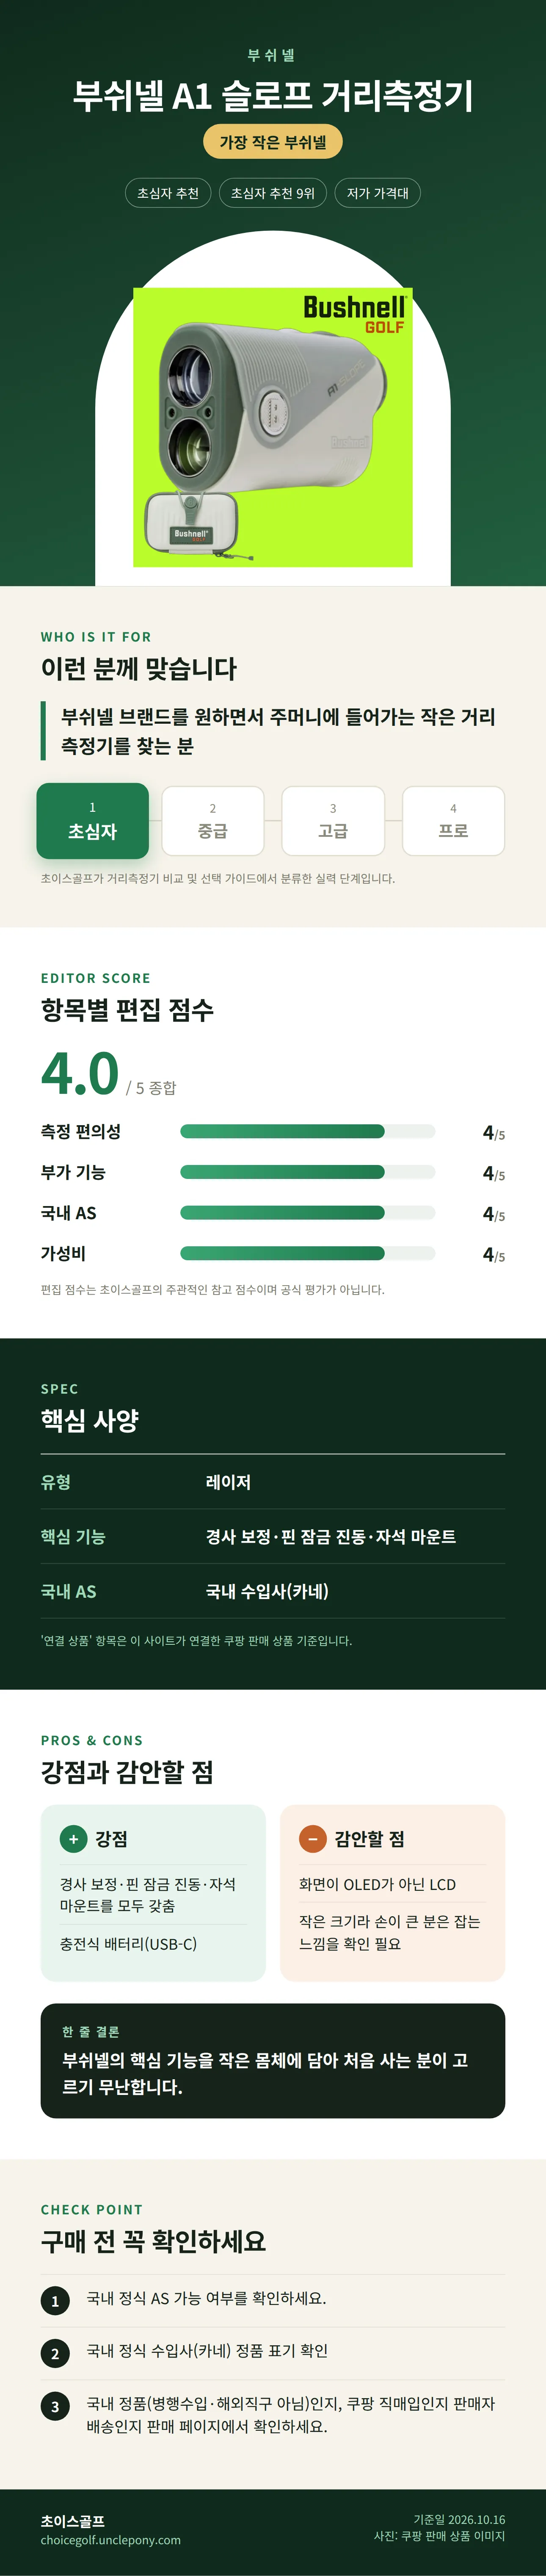 부쉬넬
부쉬넬 A1 슬로프 거리측정기
가장 작은 부쉬넬
초심자 추천
초심자 추천 9위
저가 가격대
Bushnell
GOLF
A1 SLOPE
Bushnell
Bushnell
GOLF
WHO IS IT FOR
이런 분께 맞습니다
부쉬넬 브랜드를 원하면서 주머니에 들어가는 작은 거리
측정기를 찾는 분
1
초심자
2
중급
3
고급
4
프로
초이스골프가 거리측정기 비교 및 선택 가이드에서 분류한 실력 단계입니다.
EDITOR SCORE
항목별 편집 점수
4.0 / 5 종합
측정 편의성 4/5
부가 기능 4/5
국내 AS 4/5
가성비 4/5
편집 점수는 초이스골프의 주관적인 참고 점수이며 공식 평가가 아닙니다.
SPEC
핵심 사양
유형 레이저
핵심 기능 경사 보정·핀 잠금 진동·자석 마운트
국내 AS 국내 수입사(카네)
'연결 상품' 항목은 이 사이트가 연결한 쿠팡 판매 상품 기준입니다.
PROS & CONS
강점과 감안할 점
+ 강점
경사 보정·핀 잠금 진동·자석
마운트를 모두 갖춤
충전식 배터리(USB-C)
− 감안할 점
화면이 OLED가 아닌 LCD
작은 크기라 손이 큰 분은 잡는
느낌을 확인 필요
한 줄 결론
부쉬넬의 핵심 기능을 작은 몸체에 담아 처음 사는 분이 고
르기 무난합니다.
CHECK POINT
구매 전 꼭 확인하세요
1 국내 정식 AS 가능 여부를 확인하세요.
2 국내 정식 수입사(카네) 정품 표기 확인
3 국내 정품(병행수입·해외직구 아님)인지, 쿠팡 직매입인지 판매자
배송인지 판매 페이지에서 확인하세요.
초이스골프
choicegolf.unclepony.com
기준일 2026.10.16
사진: 쿠팡 판매 상품 이미지